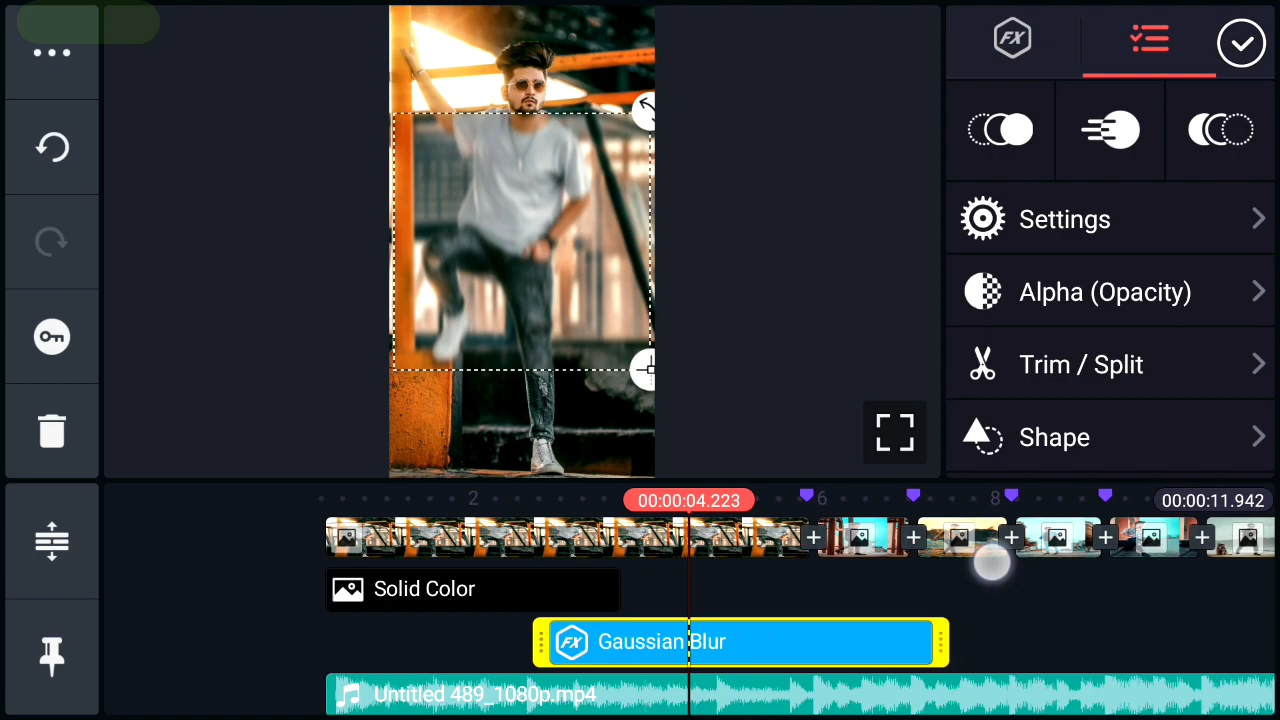 FX
Settings
Alpha (Opacity)
Trim / Split
Shape
2
00:00:04.223
6
8
00:00:11.942
Solid Color
FX Gaussian Blur
Untitled 489_1080p.mp4